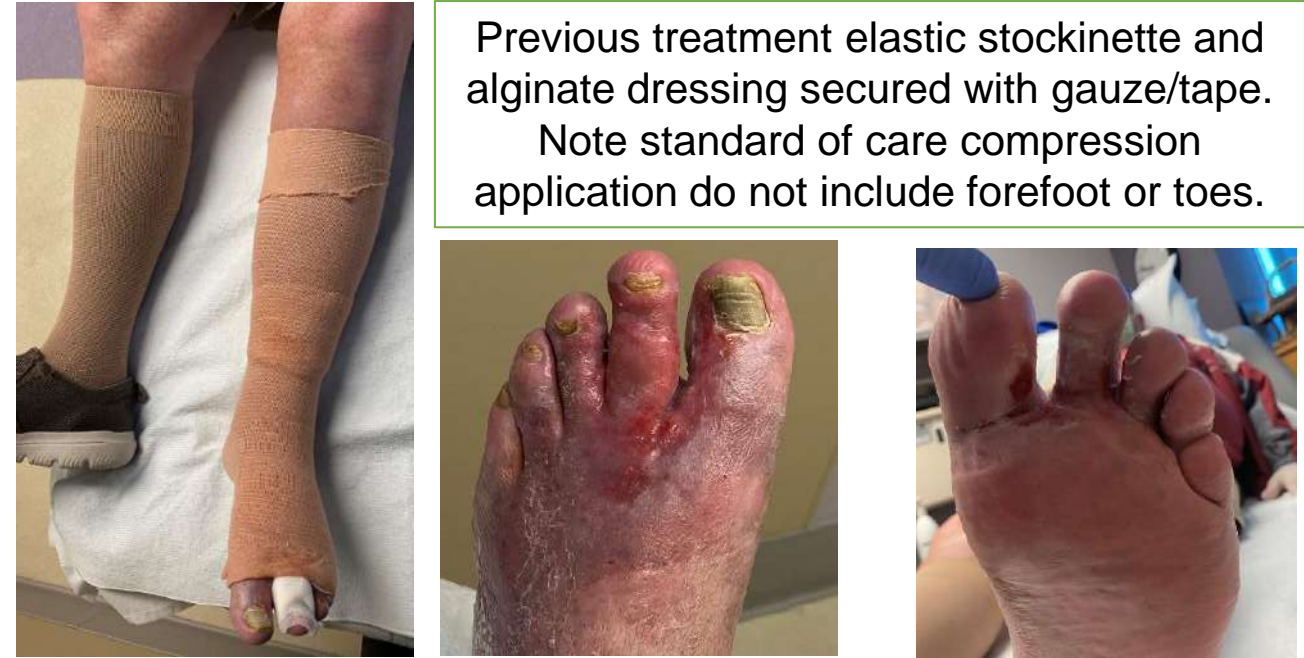 Previous treatment elastic stockinette and
alginate dressing secured with gauze/tape.
Note standard of care compression
application do not include forefoot or toes.